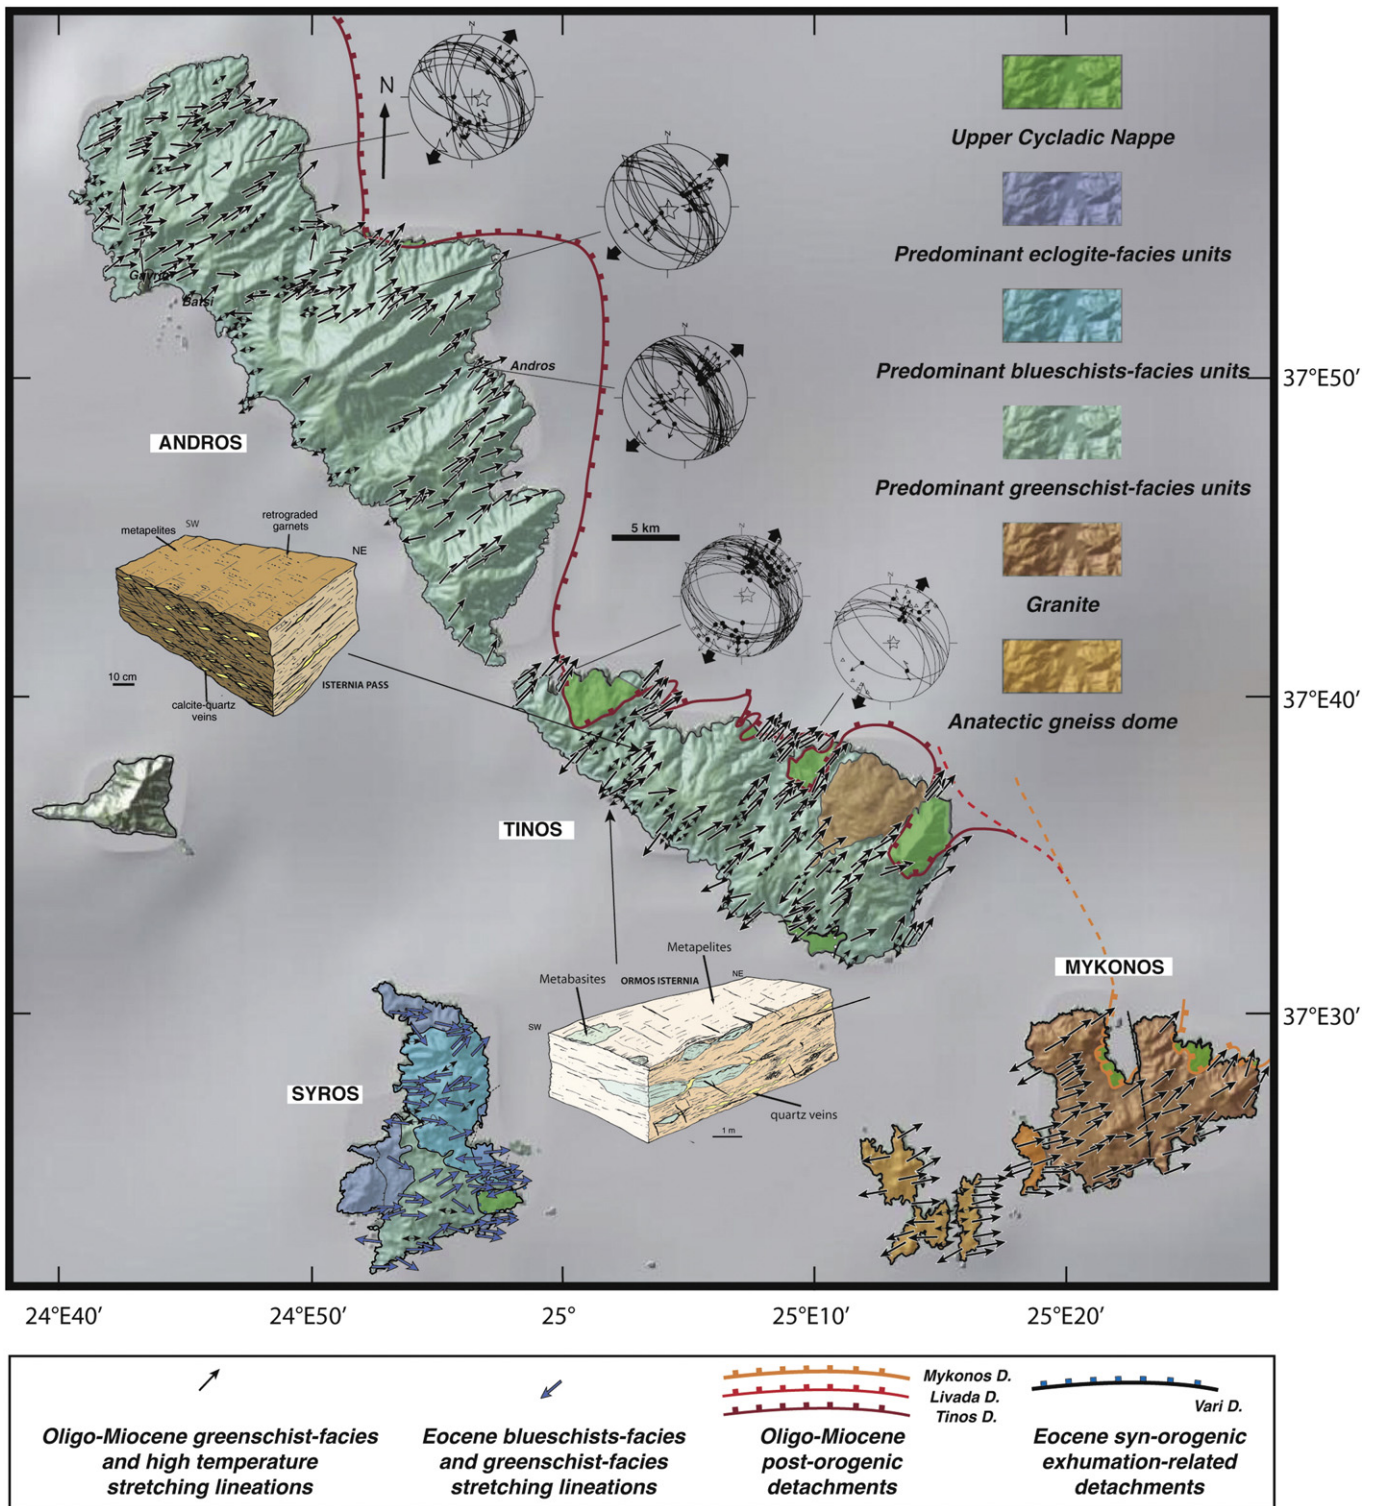 N
N
Upper Cycladic Nappe
N
Predominant eclogite-facies units
Satsi
N
Andros
Predominant blueschists-facies units
37°E50′
ANDROS
Predominant greenschist-facies units
5 km
N
metapelites
SW
retrograded
garnets
NE
N
Granite
10 cm
ISTERNIA PASS
calcite-quartz
veins
37°E40′
Anatectic gneiss dome
TINOS
Metapelites
MYKONOS
Metabasites
ORMOS ISTERNIA
NE
SW
37°E30′
SYROS
quartz veins
1 m
24°E40′
24°E50′
25°
25°E10′
25°E20′
Mykonos D.
Livada D.
Tinos D.
Vari D.
Oligo-Miocene greenschist-facies
and high temperature
stretching lineations
Eocene blueschists-facies
and greenschist-facies
stretching lineations
Oligo-Miocene
post-orogenic
detachments
Eocene syn-orogenic
exhumation-related
detachments